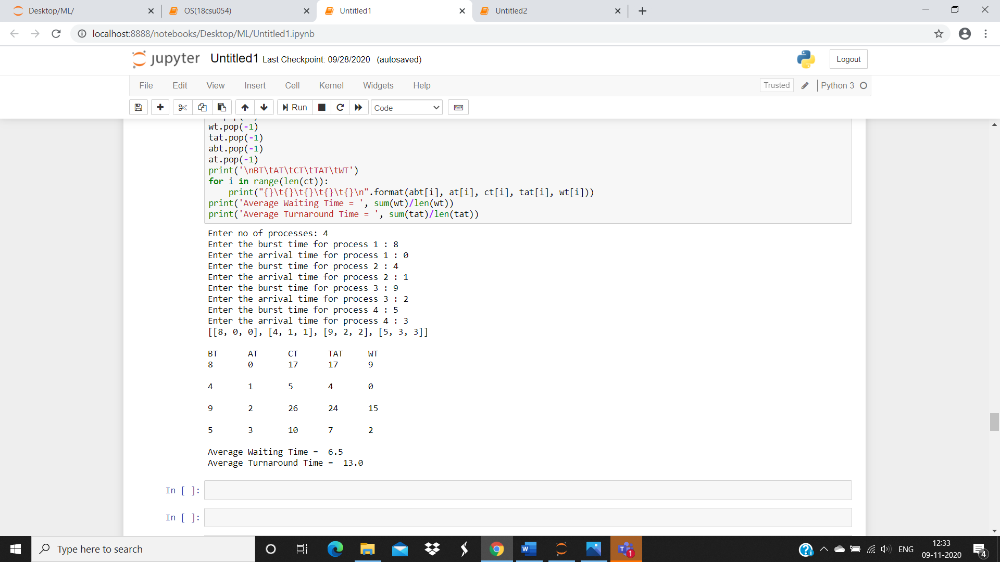 Desktop/ML/
OS(18csu054)
Untitled1
Untitled2
localhost:8888/notebooks/Desktop/ML/Untitled1.ipynb
jupyter Untitled1 Last Checkpoint: 09/28/2020 (autosaved)
Logout
File Edit View Insert Cell Kernel Widgets Help
Trusted
Python 3
Run
Code
wt.pop(-1)
tat.pop(-1)
abt.pop(-1)
at.pop(-1)
print('\nBT\tAT\tCT\tTAT\tWT')
for i in range(len(ct)):
    print("{}\t{}\t{}\t{}\t{}\n".format(abt[i], at[i], ct[i], tat[i], wt[i]))
print('Average Waiting Time = ', sum(wt)/len(wt))
print('Average Turnaround Time = ', sum(tat)/len(tat))
Enter no of processes: 4
Enter the burst time for process 1 : 8
Enter the arrival time for process 1 : 0
Enter the burst time for process 2 : 4
Enter the arrival time for process 2 : 1
Enter the burst time for process 3 : 9
Enter the arrival time for process 3 : 2
Enter the burst time for process 4 : 5
Enter the arrival time for process 4 : 3
[[8, 0, 0], [4, 1, 1], [9, 2, 2], [5, 3, 3]]
BT AT CT TAT WT
8 0 17 17 9
4 1 5 4 0
9 2 26 24 15
5 3 10 7 2
Average Waiting Time =  6.5
Average Turnaround Time =  13.0
In [ ]:
In [ ]:
Type here to search
W
T
1
ENG
12:33
09-11-2020
4